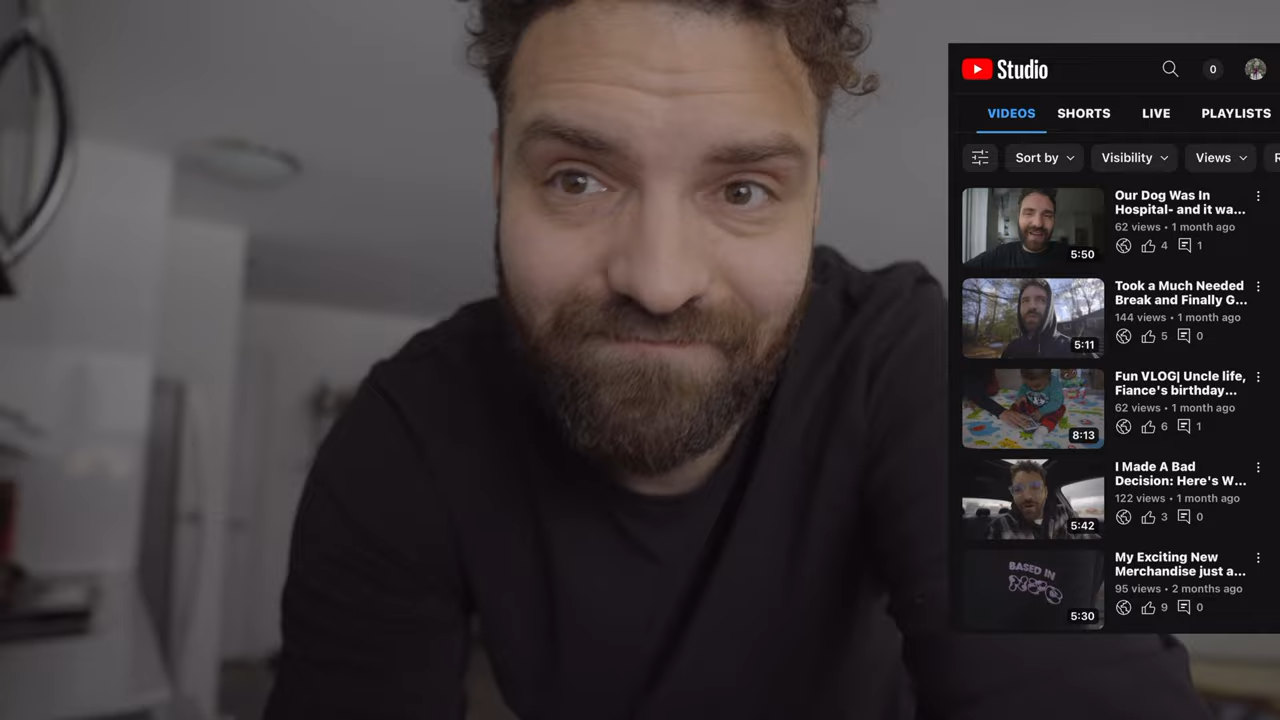 Studio
0
VIDEOS SHORTS LIVE PLAYLISTS
Sort by Visibility Views R
Our Dog Was In
Hospital- and it wa...
62 views • 1 month ago
4 1
5:50
Took a Much Needed
Break and Finally G...
144 views • 1 month ago
5 0
5:11
Fun VLOG| Uncle life,
Fiance's birthday...
62 views • 1 month ago
6 1
8:13
I Made A Bad
Decision: Here's W...
122 views • 1 month ago
3 0
5:42
BASED IN
NYC
My Exciting New
Merchandise just a...
95 views • 2 months ago
9 0
5:30